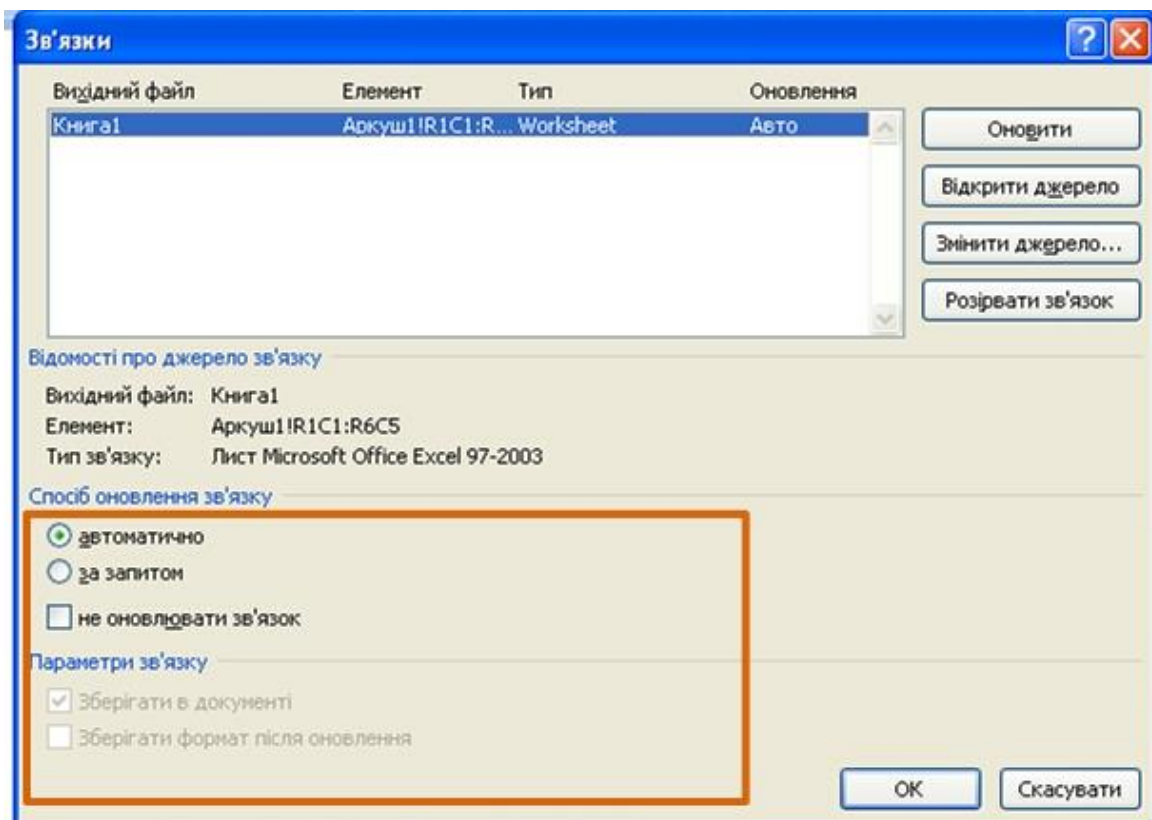 Зв'язки
Вихідний файл Елемент Тип Оновлення
Книга1 Аркуш1!R1C1:R... Worksheet Авто
Оновити
Відкрити джерело
Змінити джерело...
Розірвати зв'язок
Відомості про джерело зв'язку
Вихідний файл: Книга1
Елемент: Аркуш1!R1C1:R6C5
Тип зв'язку: Лист Microsoft Office Excel 97-2003
Спосіб оновлення зв'язку
автоматично
за запитом
не оновлювати зв'язок
Параметри зв'язку
Зберігати в документі
Зберігати формат після оновлення
ОК Скасувати